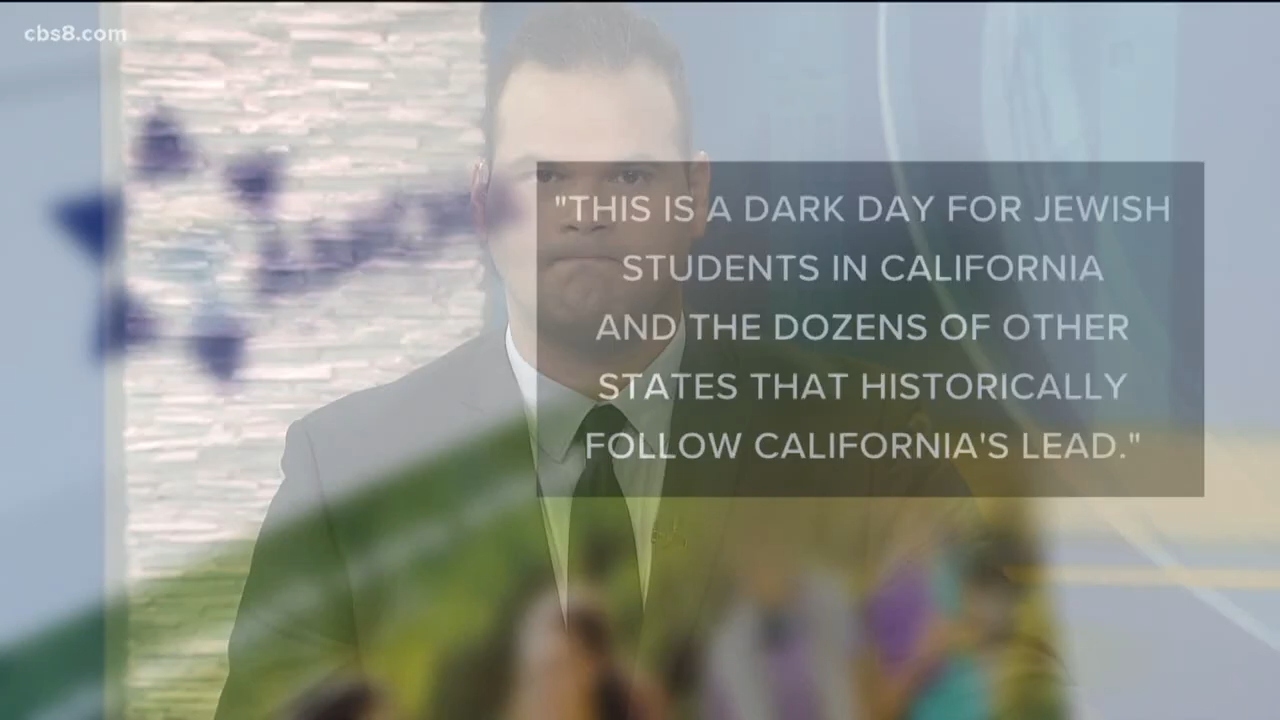 cbs8.com
"THIS IS A DARK DAY FOR JEWISH
STUDENTS IN CALIFORNIA
AND THE DOZENS OF OTHER
STATES THAT HISTORICALLY
FOLLOW CALIFORNIA'S LEAD."